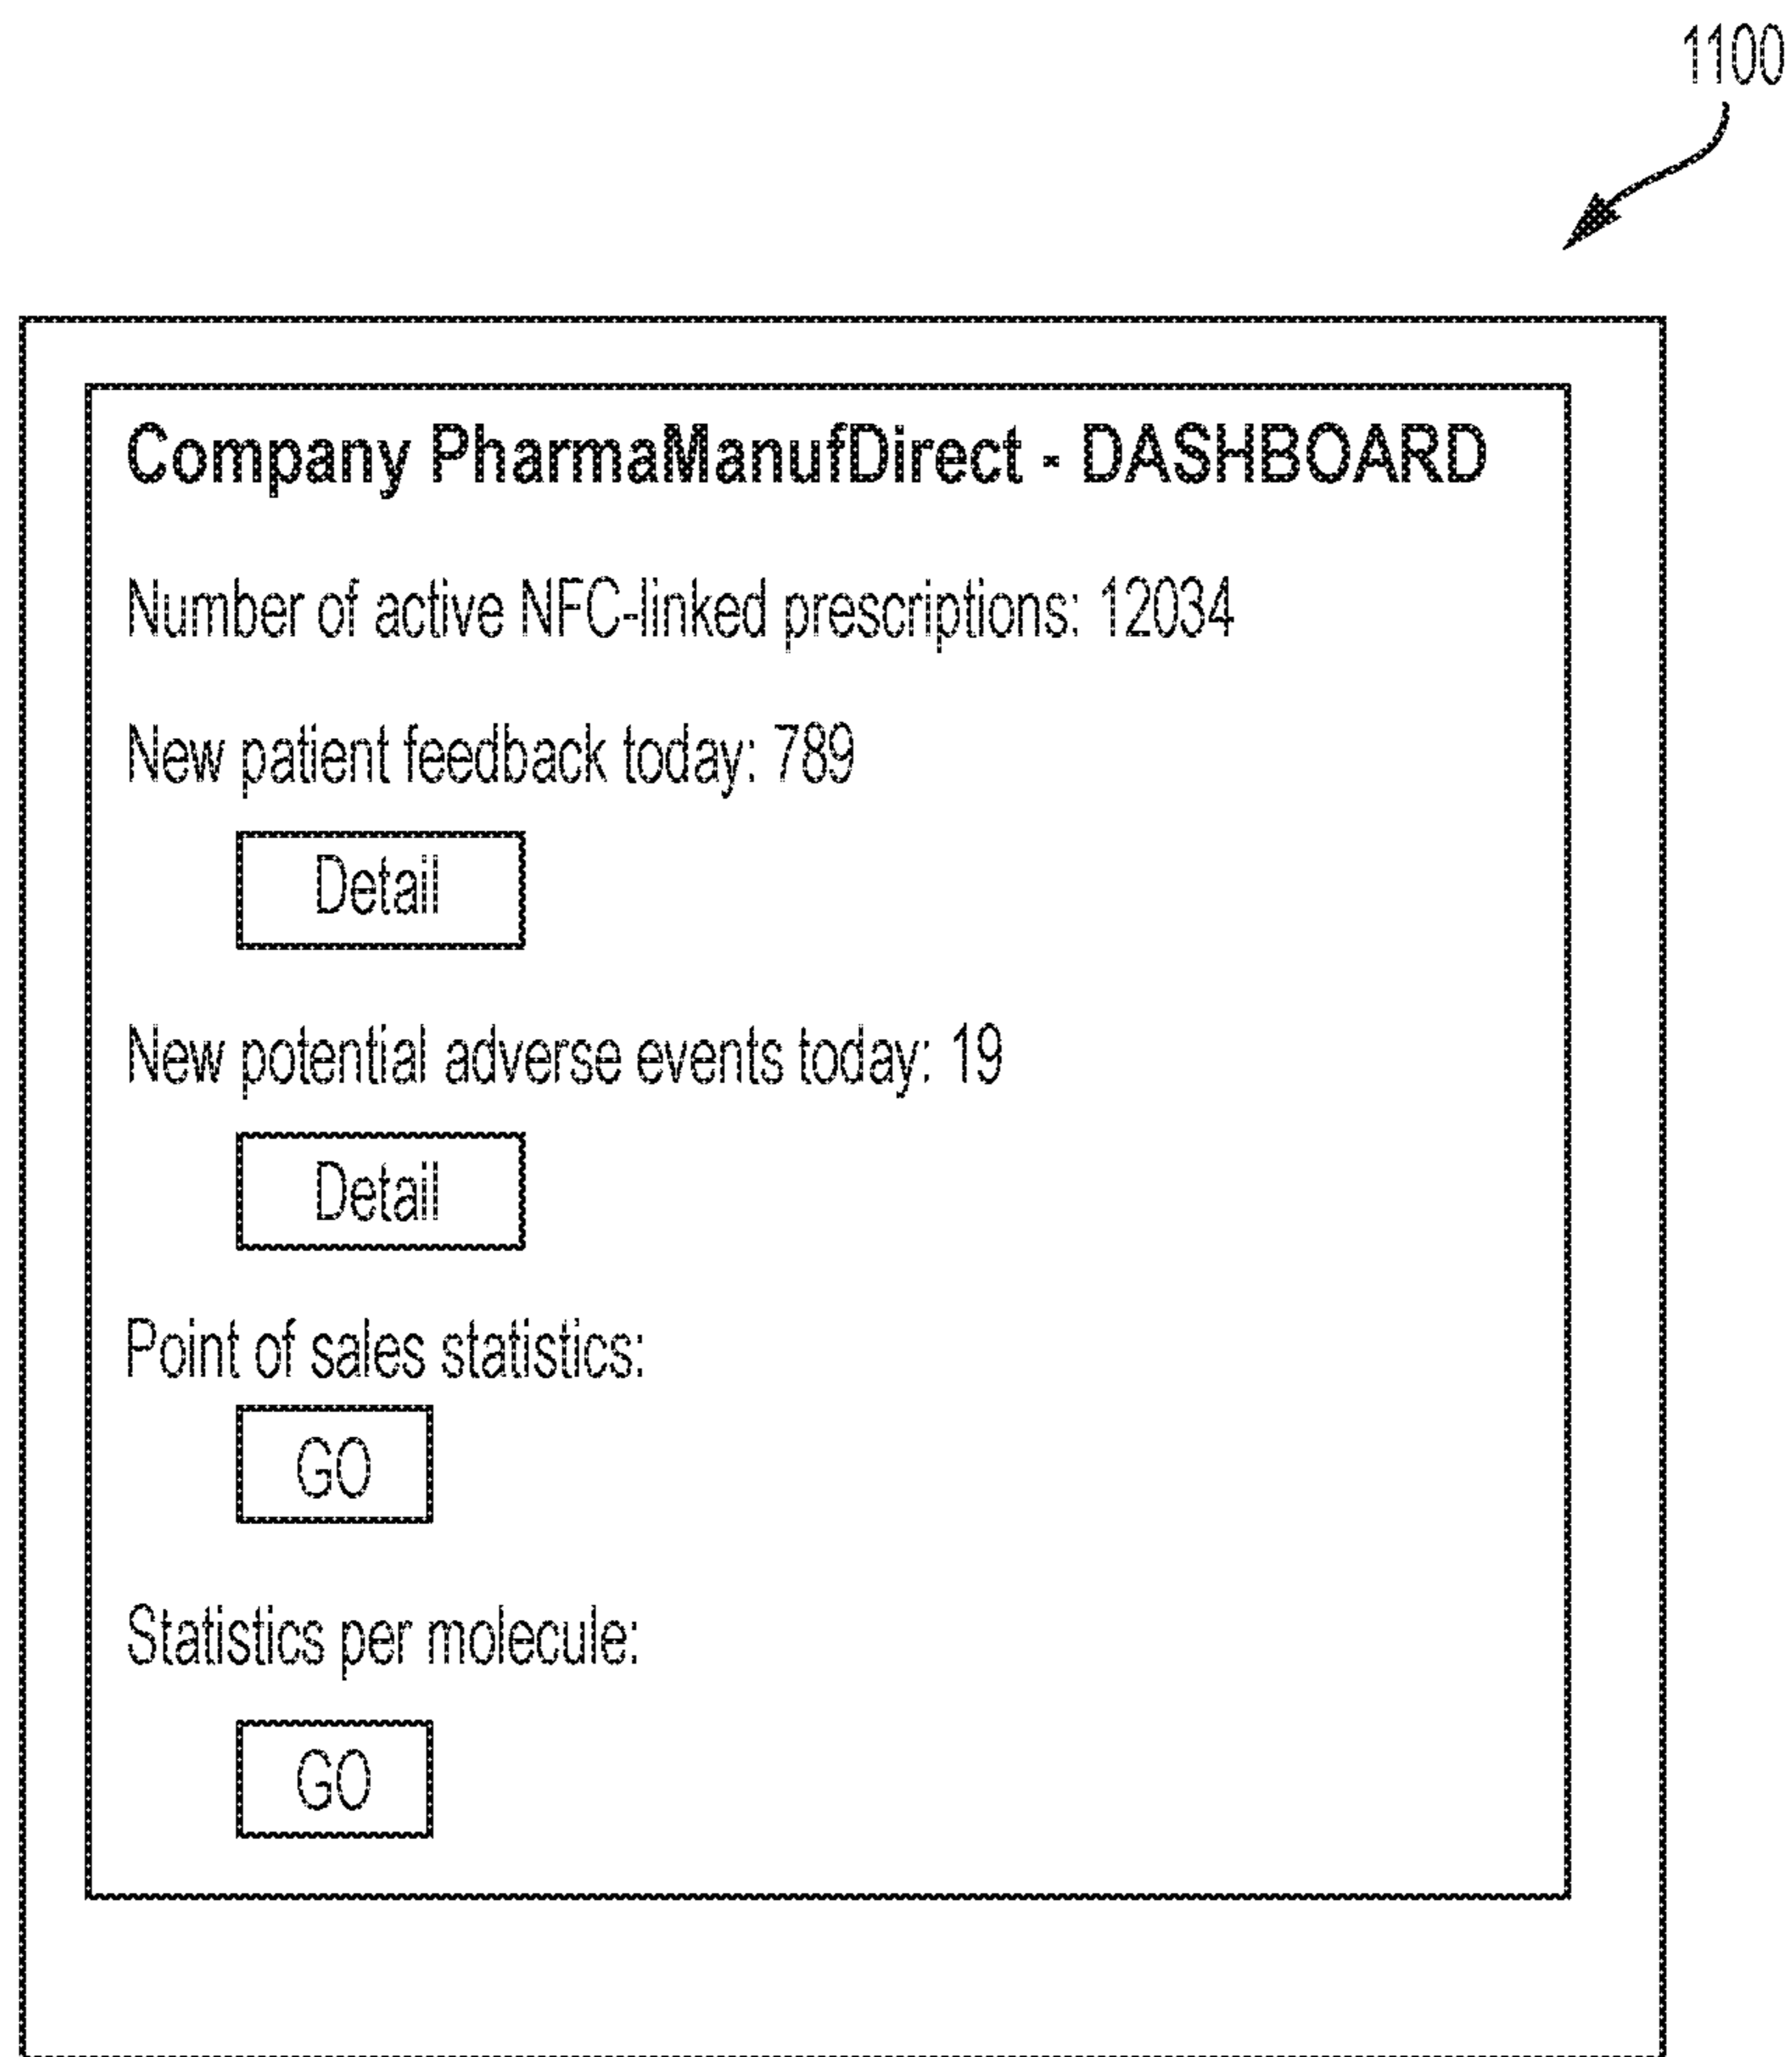 1100
Company PharmaManufDirect - DASHBOARD
Number of active NFC-linked prescriptions: 12034
New patient feedback today: 789
Detail
New potential adverse events today: 19
Detail
Point of sales statistics:
GO
Statistics per molecule:
GO